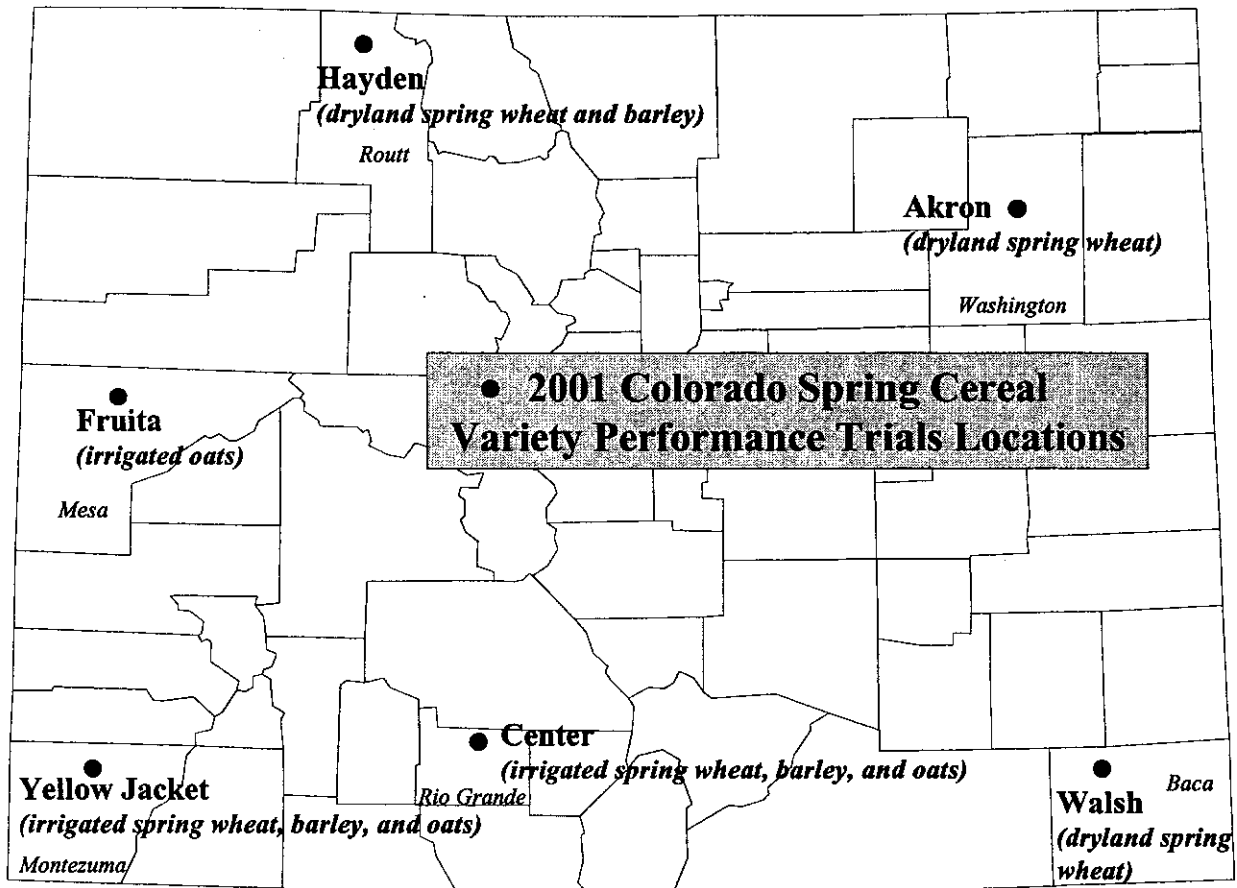 Hayden
(dryland spring wheat and barley)
Routt
Akron
(dryland spring wheat)
Washington
2001 Colorado Spring Cereal
Variety Performance Trials Locations
Fruita
(irrigated oats)
Mesa
Center
(irrigated spring wheat, barley, and oats)
Rio Grande
Yellow Jacket
(irrigated spring wheat, barley, and oats)
Montezuma
Baca
Walsh
(dryland spring
wheat)